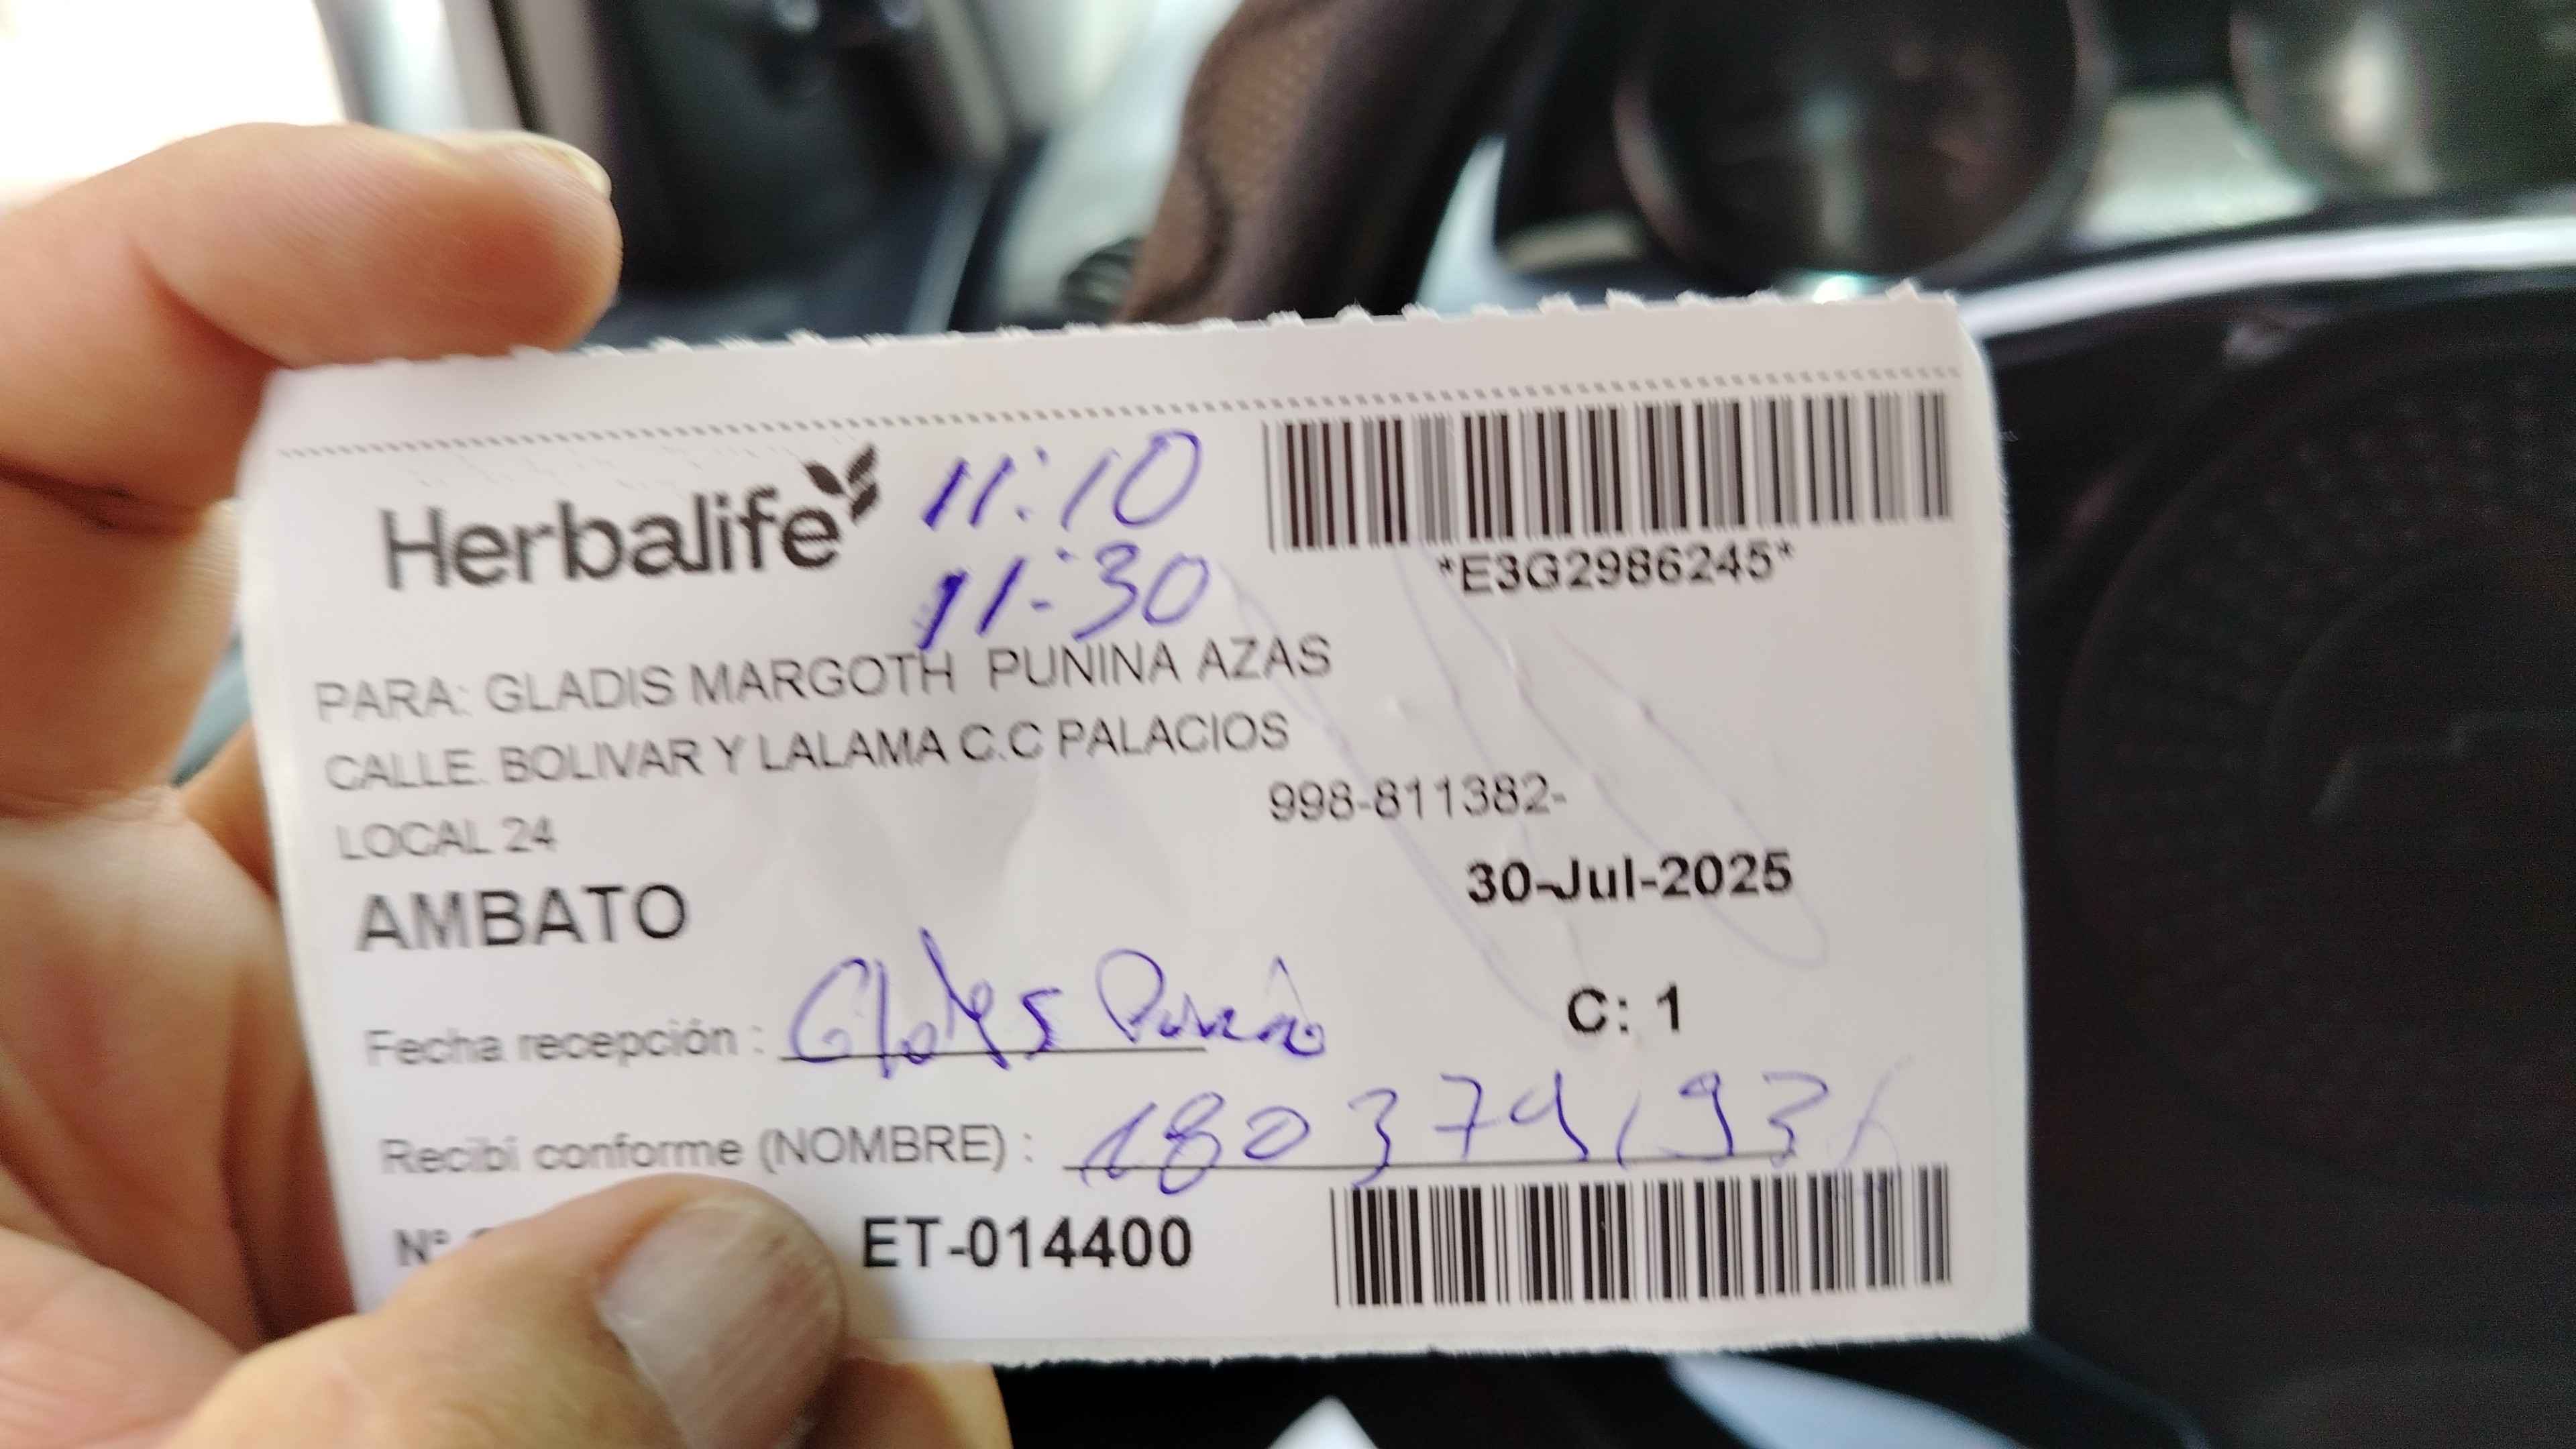 Herbalife
11:10
11:30
*E3G2986245*
PARA: GLADIS MARGOTH PUNINA AZAS
CALLE. BOLIVAR Y LALAMA C.C PALACIOS
LOCAL 24
998-811382-
AMBATO
30-Jul-2025
C: 1
Fecha recepción :
Recibí conforme (NOMBRE) :
N°
ET-014400